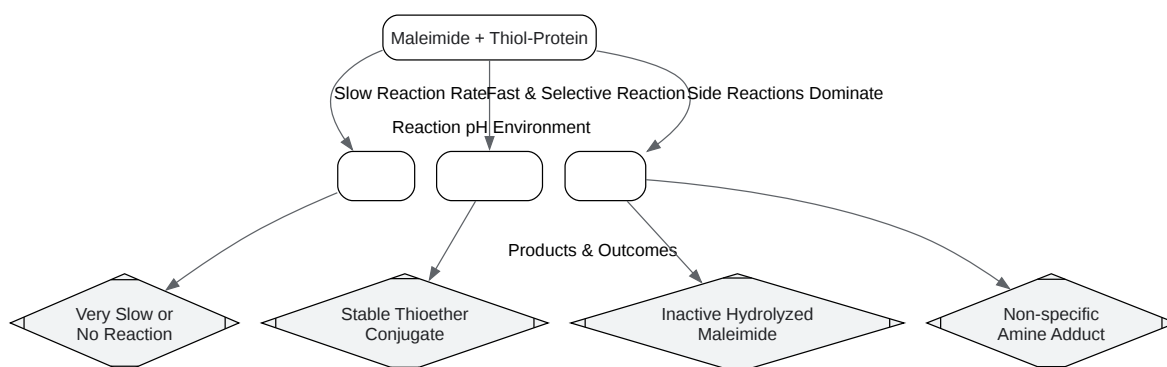 Maleimide + Thiol-Protein
Slow Reaction Rate
Fast & Selective Reaction
Side Reactions Dominate
Reaction pH Environment
Products & Outcomes
Very Slow or
No Reaction
Stable Thioether
Conjugate
Inactive Hydrolyzed
Maleimide
Non-specific
Amine Adduct